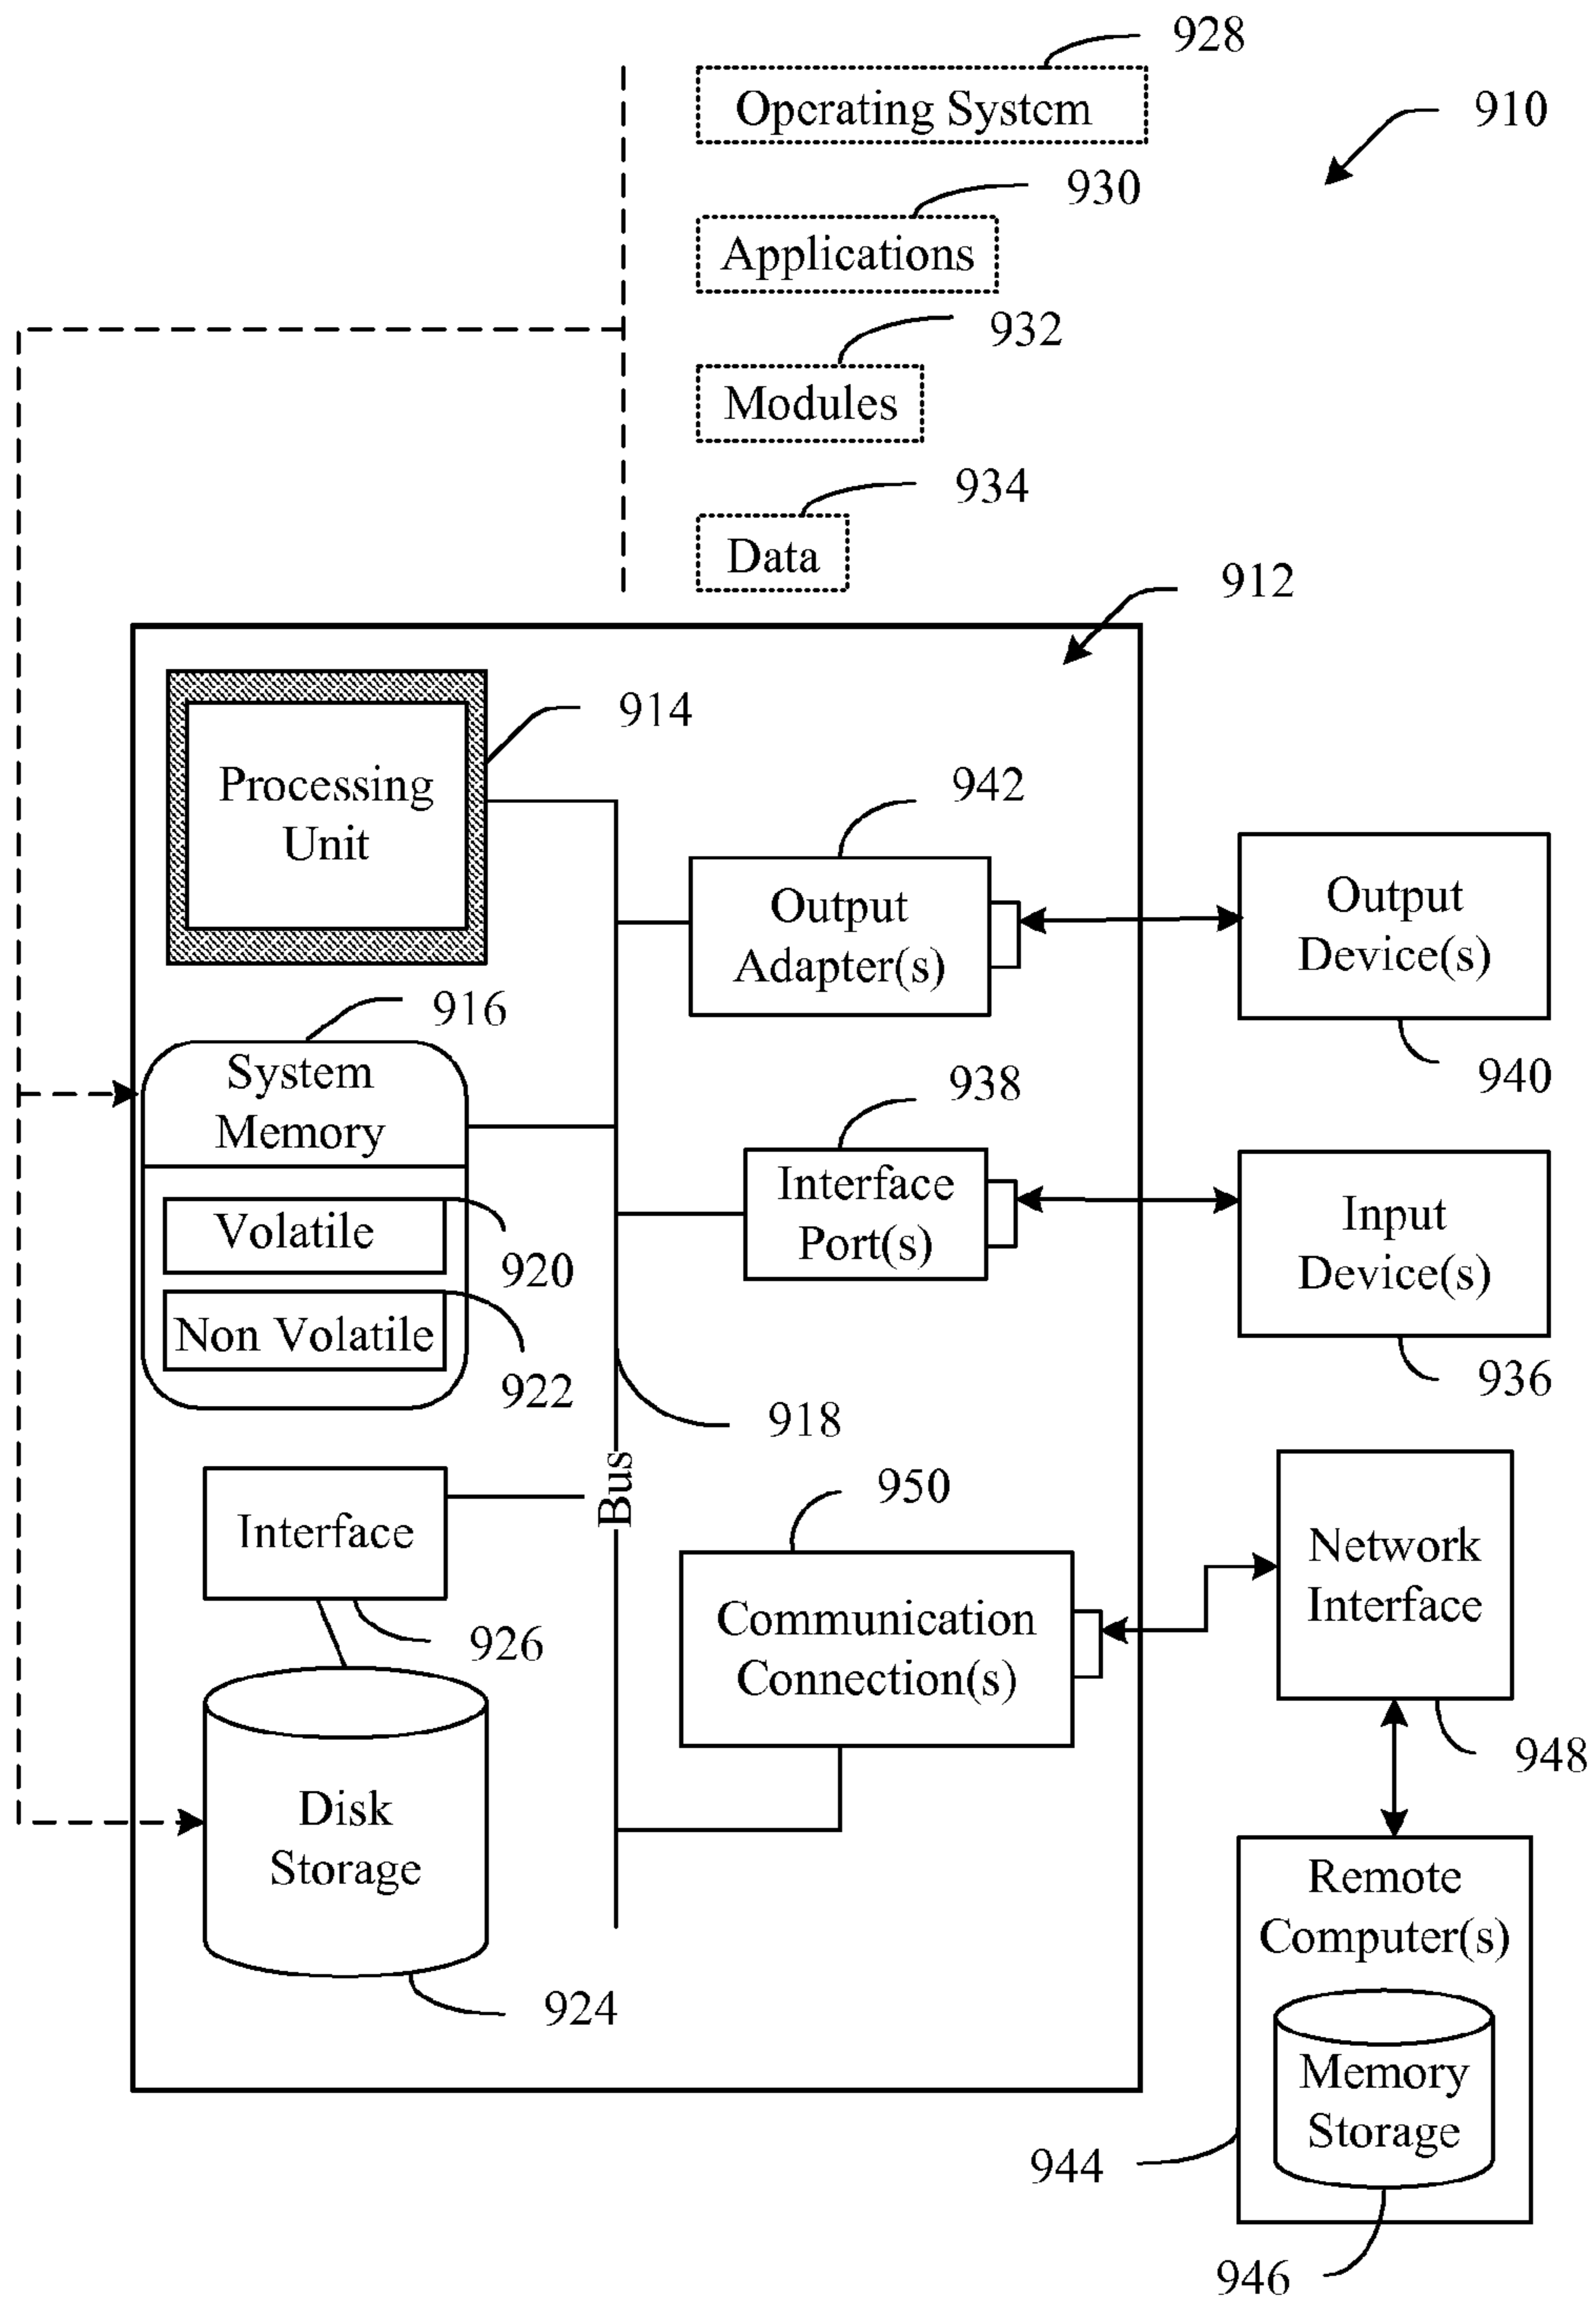 928
Operating System
910
930
Applications
932
Modules
934
Data
912
914
Processing
Unit
942
Output
Adapter(s)
Output
Device(s)
940
916
System
Memory
938
Interface
Port(s)
Input
Device(s)
936
Volatile
920
Non Volatile
922
918
Bus
Interface
926
950
Communication
Connection(s)
Network
Interface
948
Disk
Storage
924
Remote
Computer(s)
Memory
Storage
944
946